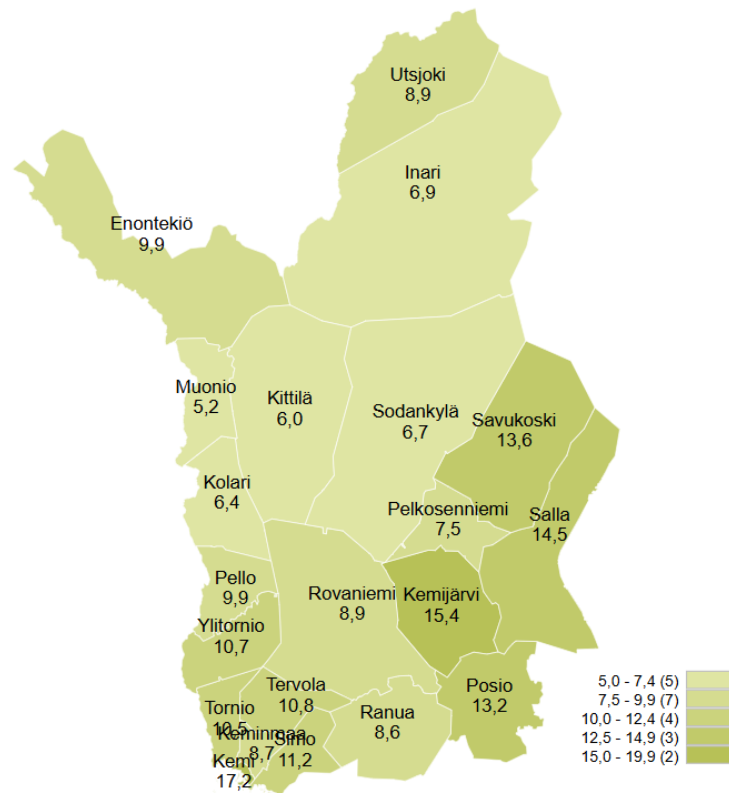 Utsjoki
8,9
Inari
6,9
Enontekiö
9,9
Muonio
5,2
Kittilä
6,0
Sodankylä
6,7
Savukoski
13,6
Kolari
6,4
Pelkosenniemi
7,5
Salla
14,5
Pello
9,9
Rovaniemi
8,9
Kemijärvi
15,4
Ylitornio
10,7
Tervola
10,8
Posio
13,2
Tornio
10,5
Ranua
8,6
Keminmaa
8,7
Simo
11,2
Kemi
17,2
5,0 - 7,4 (5)
7,5 - 9,9 (7)
10,0 - 12,4 (4)
12,5 - 14,9 (3)
15,0 - 19,9 (2)